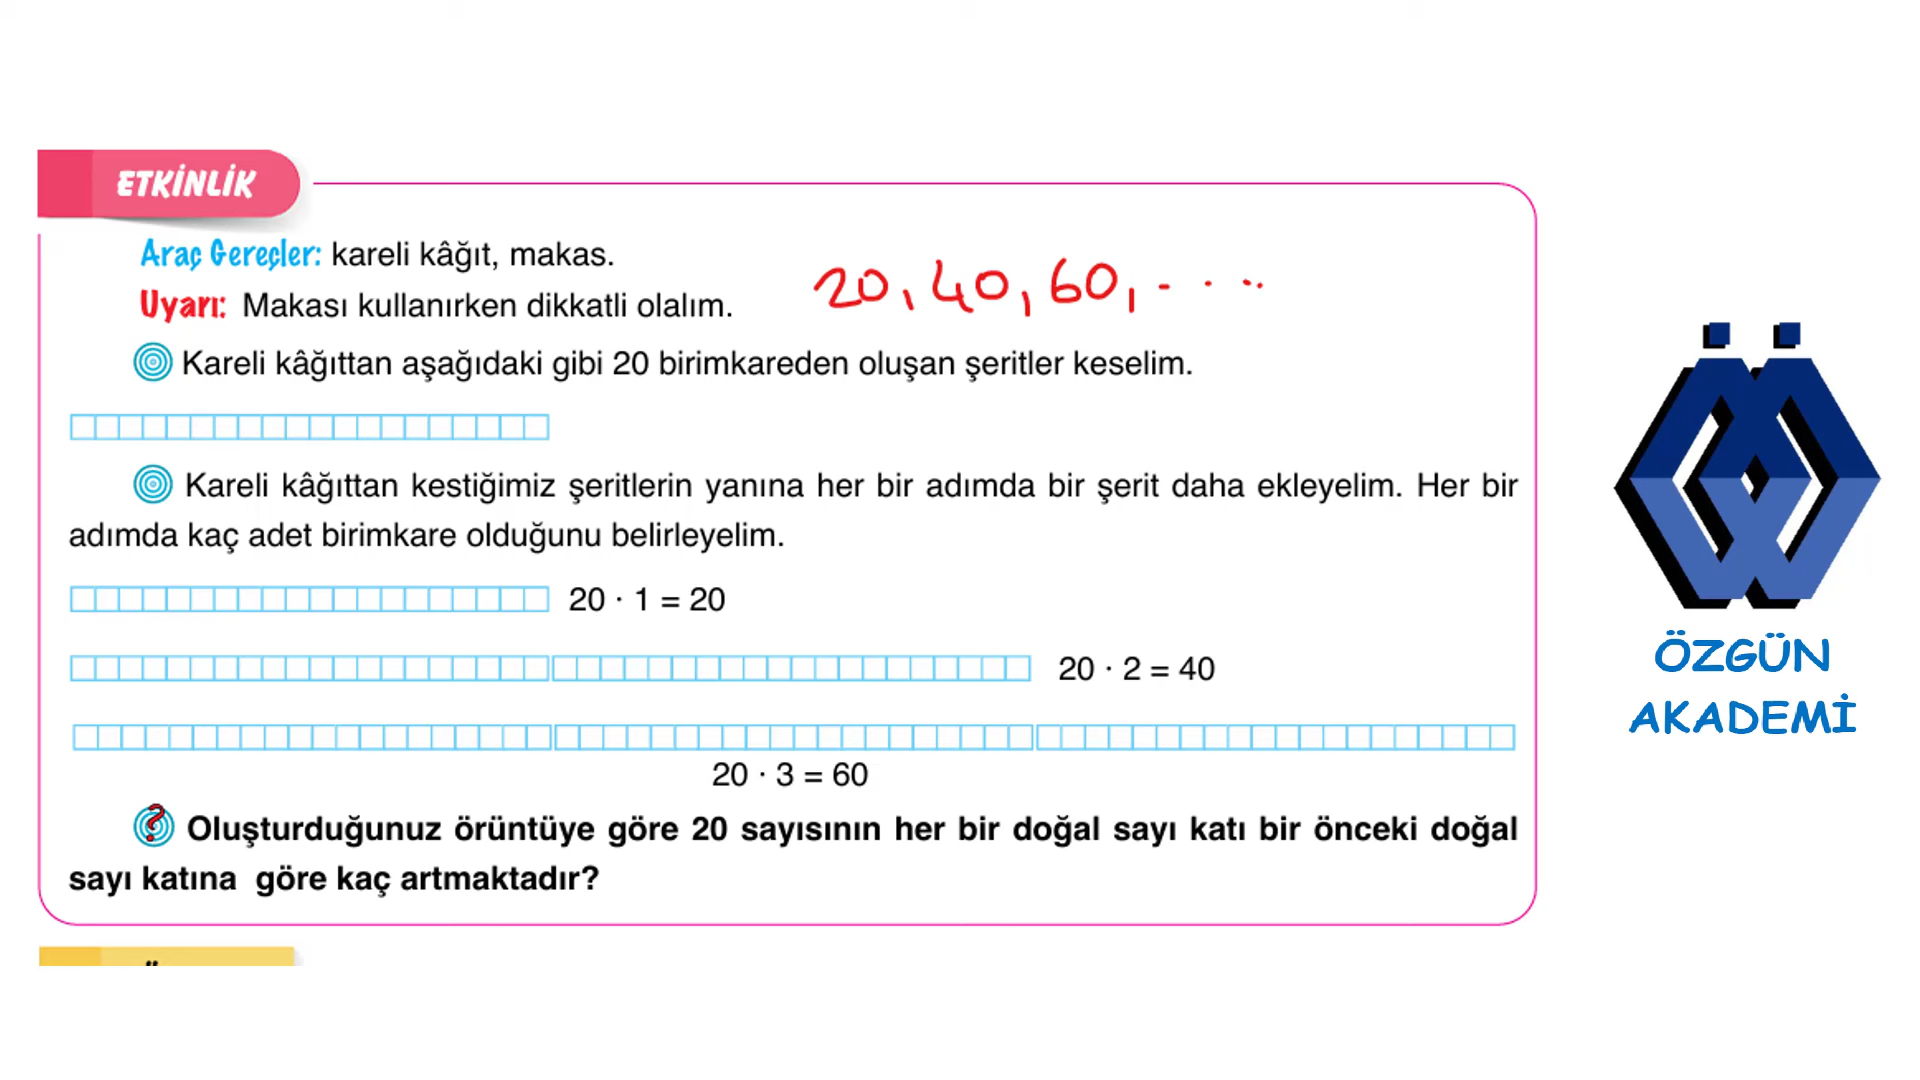 ETKİNLİK
Araç Gereçler: kareli kâğıt, makas.
20, 40, 60, . . . .
Uyarı: Makası kullanırken dikkatli olalım.
Kareli kâğıttan aşağıdaki gibi 20 birimkareden oluşan şeritler keselim.
Kareli kâğıttan kestiğimiz şeritlerin yanına her bir adımda bir şerit daha ekleyelim. Her bir
adımda kaç adet birimkare olduğunu belirleyelim.
20 · 1 = 20
20 · 2 = 40
20 · 3 = 60
? Oluşturduğunuz örüntüye göre 20 sayısının her bir doğal sayı katı bir önceki doğal
sayı katına göre kaç artmaktadır?
ÖZGÜN
AKADEMİ